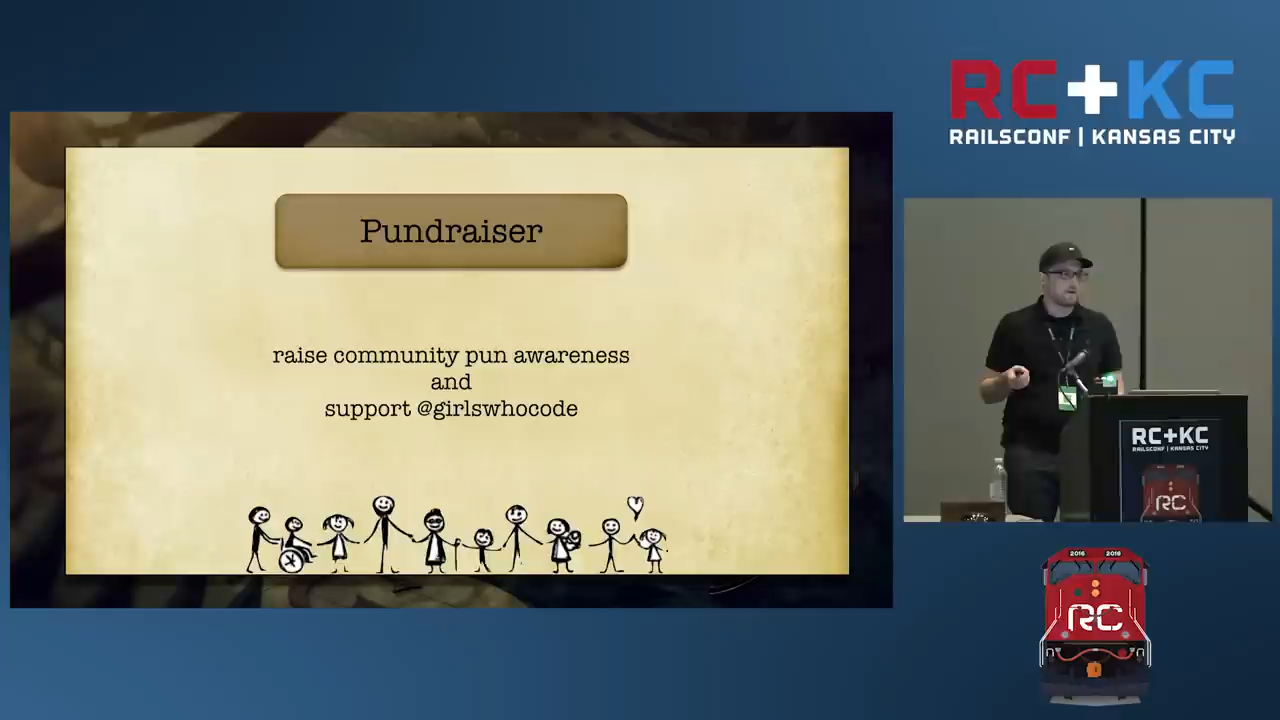 Pundraiser
raise community pun awareness
and
support @girlswhocode
RC+KC
RAILSCONF | KANSAS CITY
RC+KC
RAILSCONF | KANSAS CITY
RC
2016 2016
RC